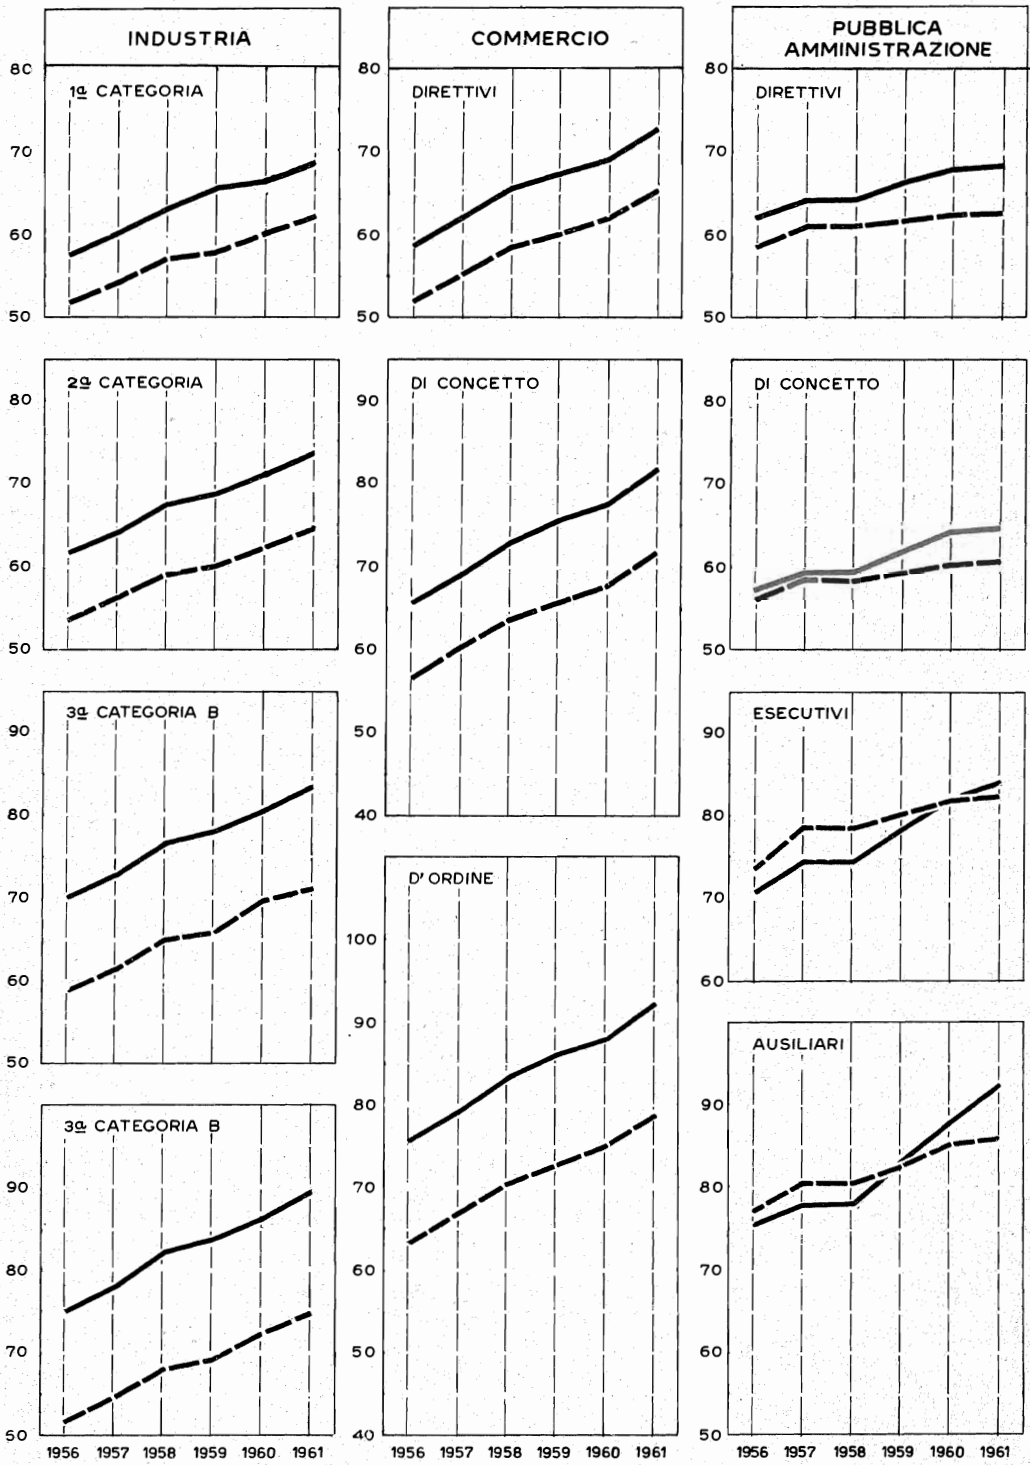 INDUSTRIA
80
1ª CATEGORIA
70
60
50
2ª CATEGORIA
80
70
60
50
3ª CATEGORIA B
90
80
70
60
50
3ª CATEGORIA B
90
80
70
50
1956 1957 1958 1959 1960 1961
COMMERCIO
80
DIRETTIVI
70
60
50
DI CONCETTO
90
80
70
60
50
40
D'ORDINE
100
90
80
70
60
50
40
1956 1957 1958 1959 1960 1961
PUBBLICA
AMMINISTRAZIONE
80
DIRETTIVI
70
60
50
DI CONCETTO
80
70
60
50
ESECUTIVI
90
80
70
60
AUSILIARI
90
80
70
60
50
1956 1957 1958 1959 1960 1961